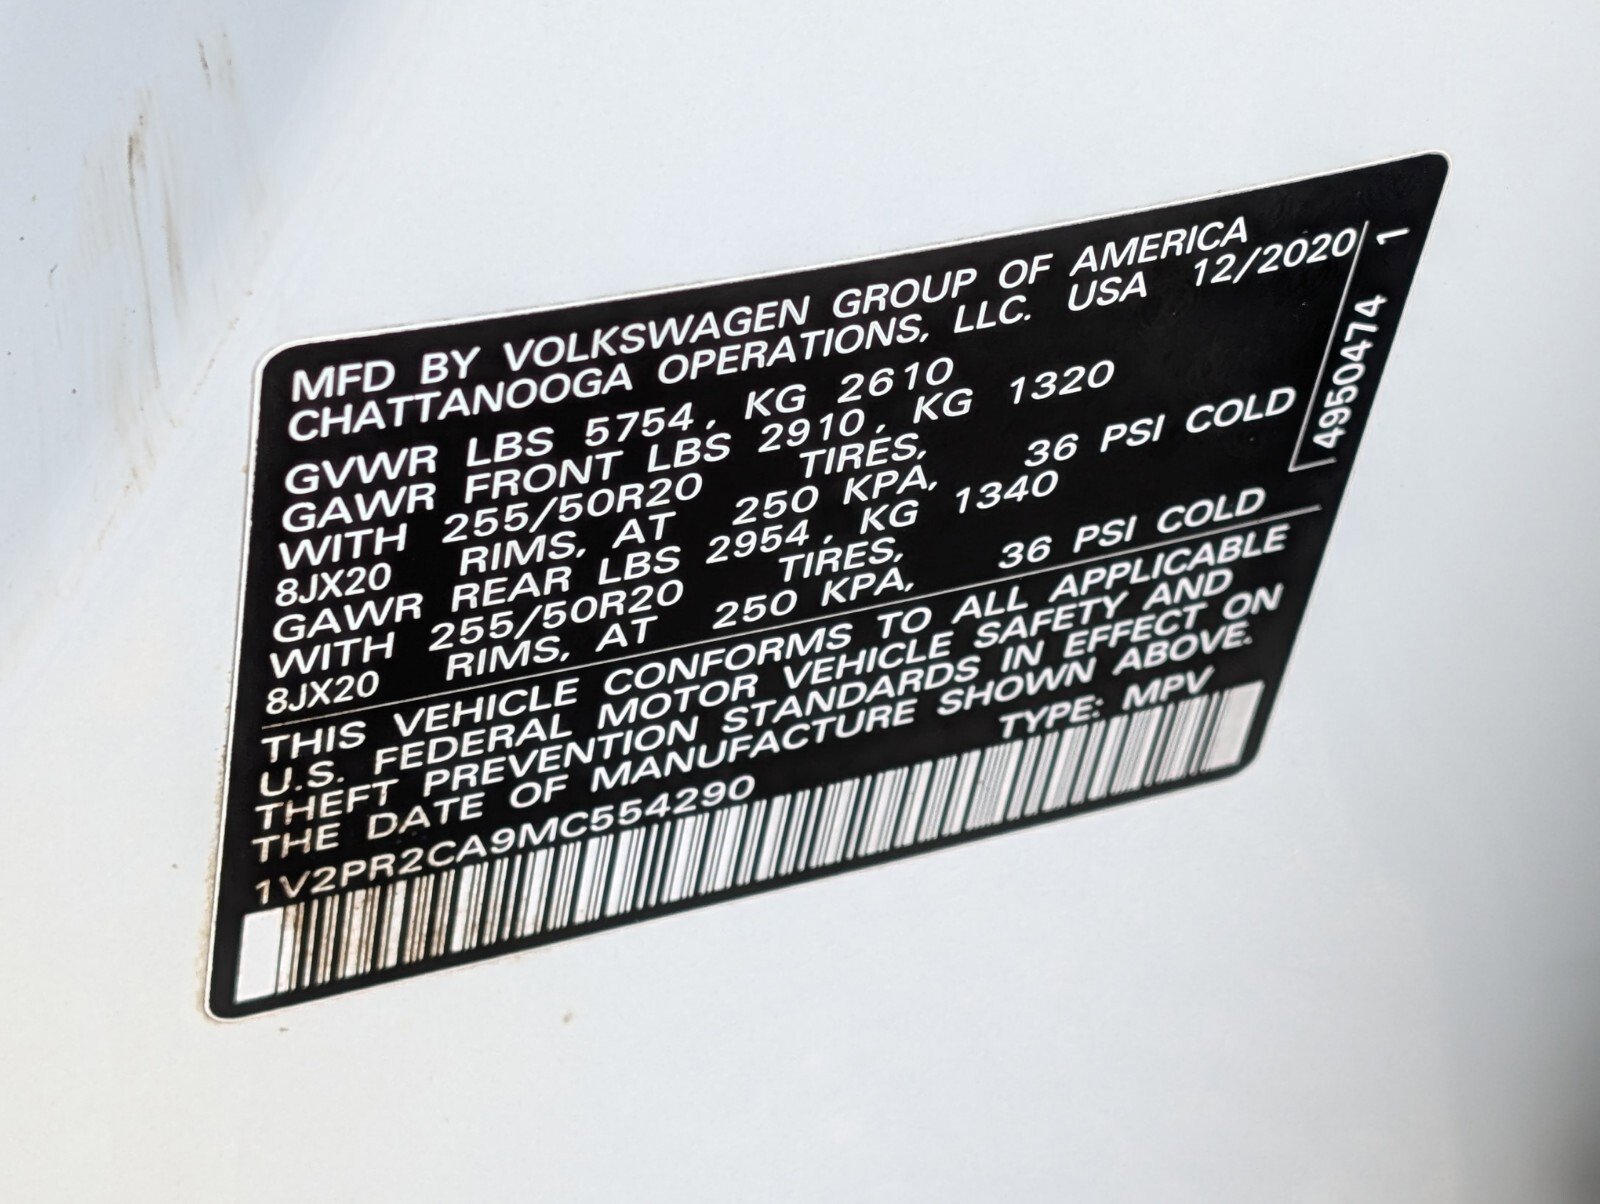 MFD BY VOLKSWAGEN GROUP OF AMERICA
CHATTANOOGA OPERATIONS, LLC. USA 12/2020
GVWR LBS 5754, KG 2610
GAWR FRONT LBS 2910, KG 1320
WITH 255/50R20 TIRES,
8JX20 RIMS, AT 250 KPA, 36 PSI COLD
GAWR REAR LBS 2954, KG 1340
WITH 255/50R20 TIRES,
8JX20 RIMS, AT 250 KPA, 36 PSI COLD
THIS VEHICLE CONFORMS TO ALL APPLICABLE
U.S. FEDERAL MOTOR VEHICLE SAFETY AND
THEFT PREVENTION STANDARDS IN EFFECT ON
THE DATE OF MANUFACTURE SHOWN ABOVE.
1V2PR2CA9MC554290 TYPE: MPV
4950474 1